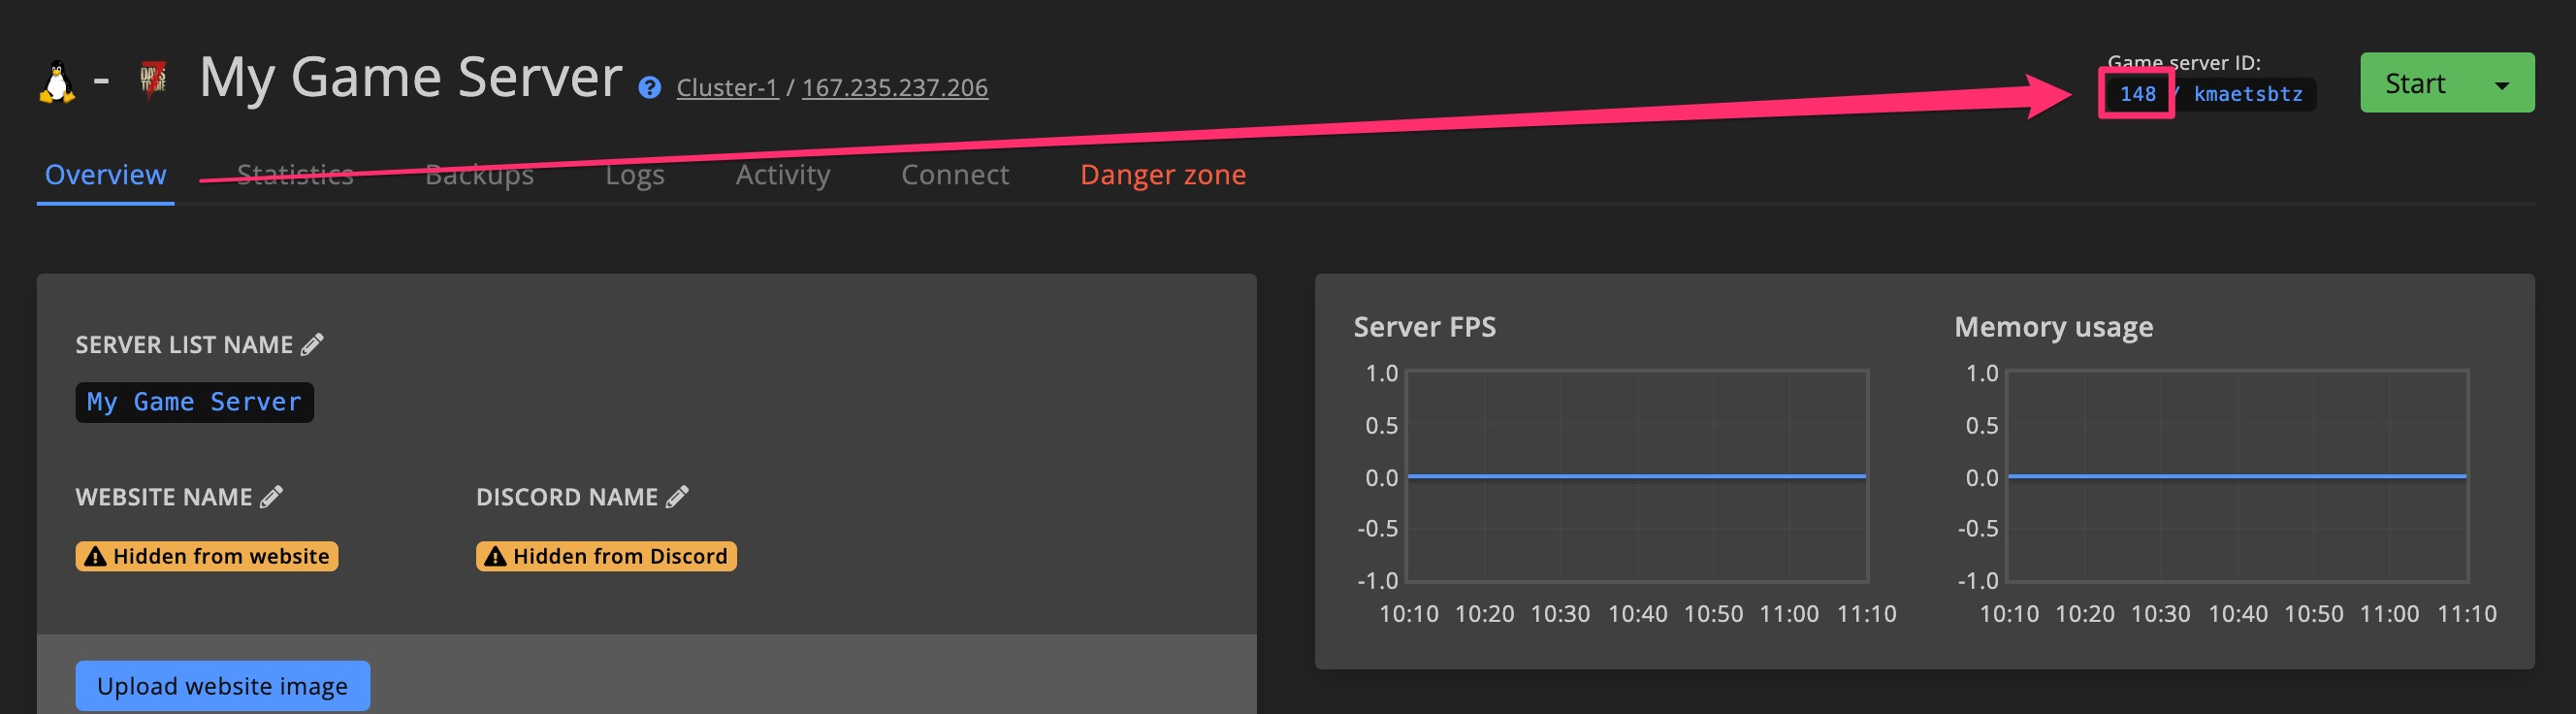 - My Game Server ? Cluster-1 / 167.235.237.206
Game server ID:
148 / kmaetsbtz
Start
Overview Statistics Backups Logs Activity Connect Danger zone
SERVER LIST NAME
My Game Server
WEBSITE NAME DISCORD NAME
Hidden from website Hidden from Discord
Upload website image
Server FPS
1.0
0.5
0.0
-0.5
-1.0
10:10 10:20 10:30 10:40 10:50 11:00 11:10
Memory usage
1.0
0.5
0.0
-0.5
-1.0
10:10 10:20 10:30 10:40 10:50 11:00 11:10